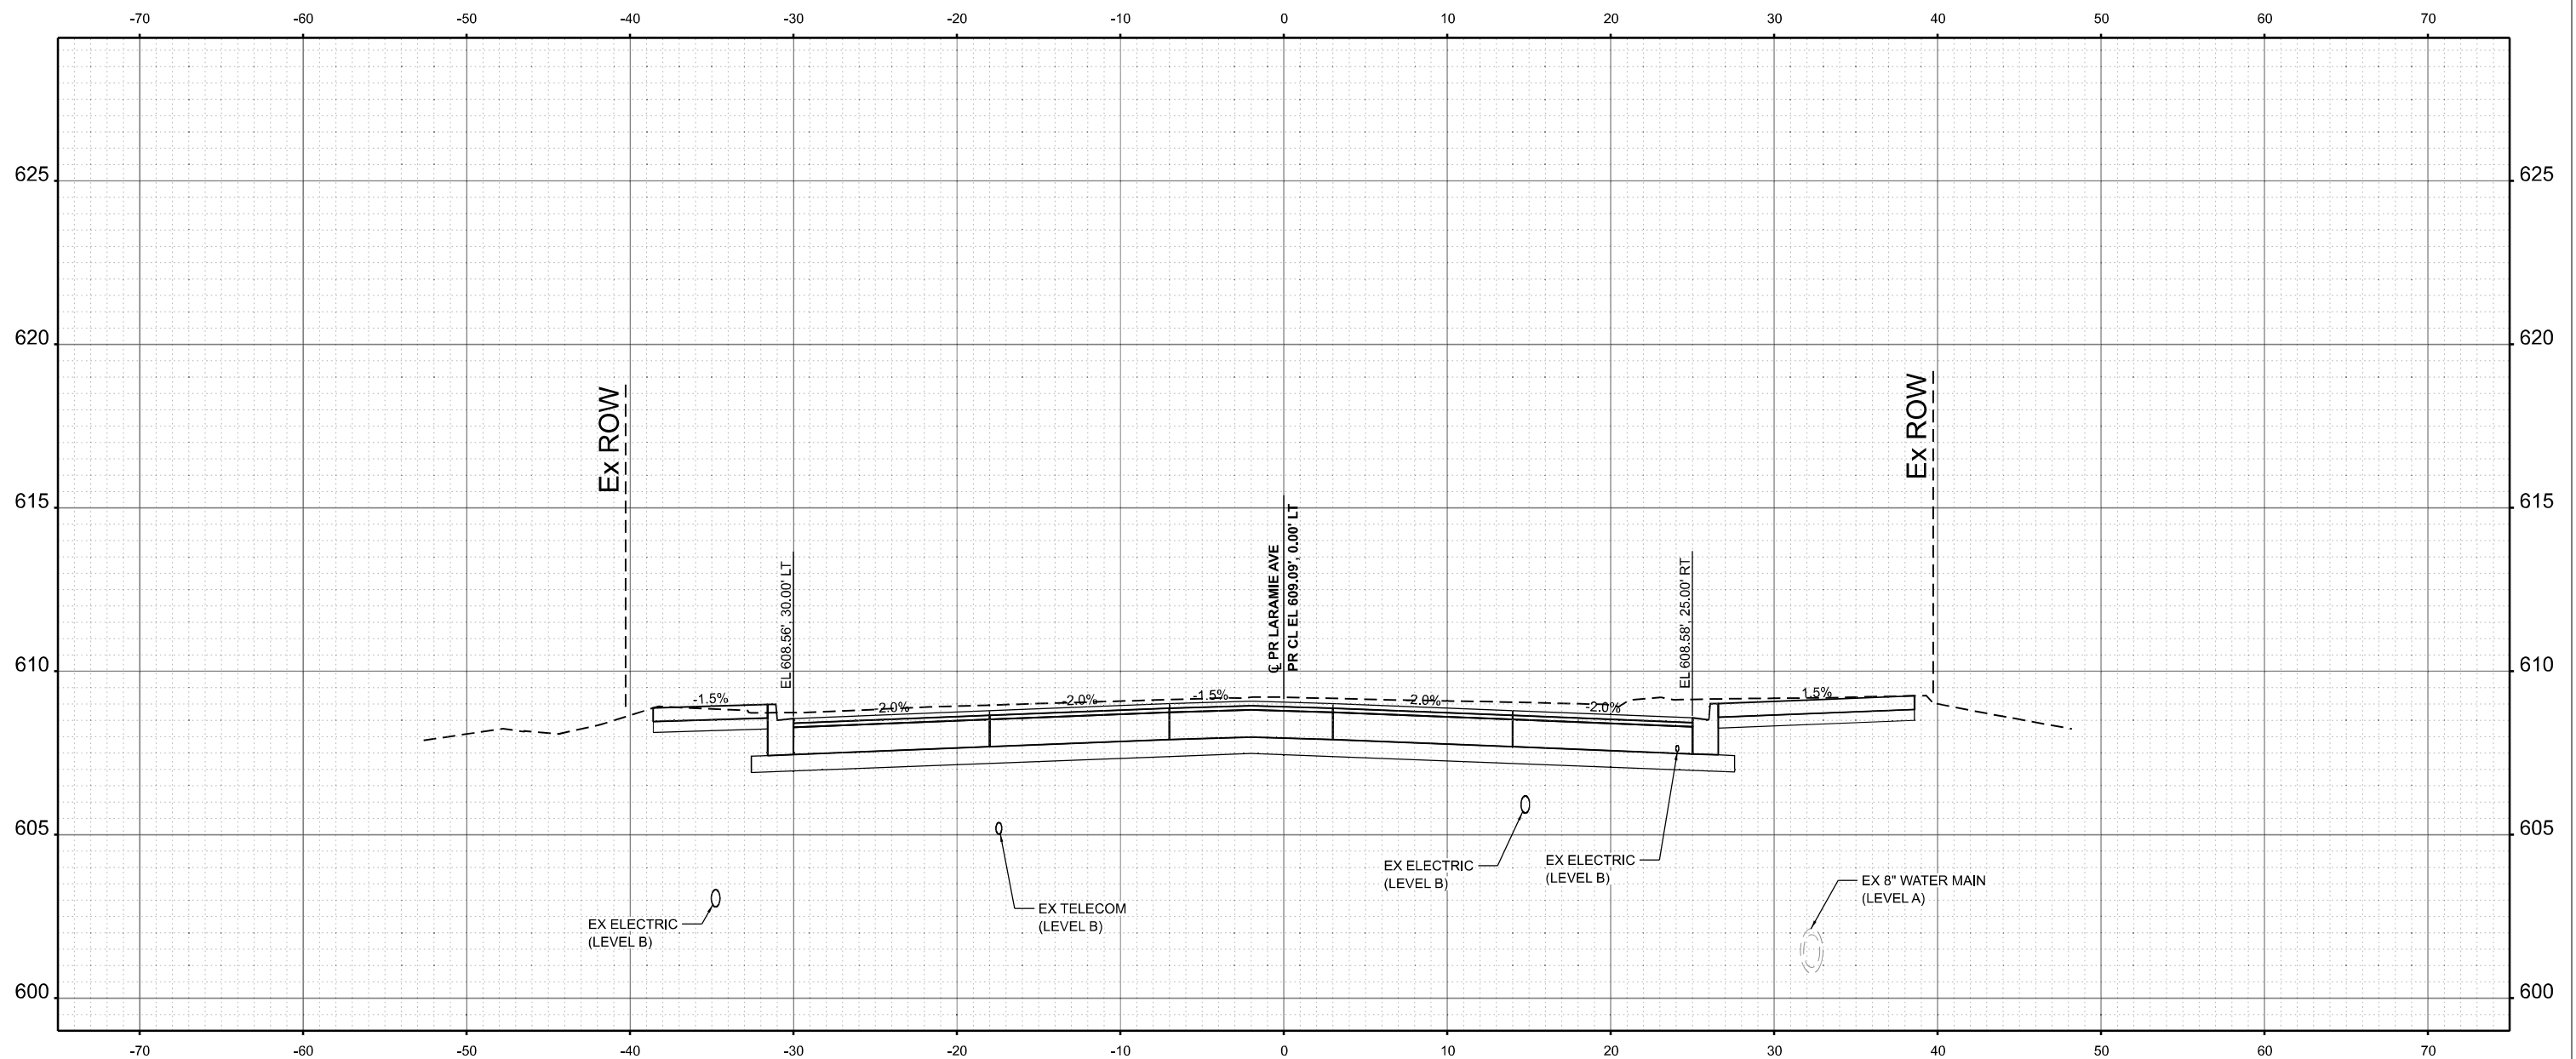 -70 -60 -50 -40 -30 -20 -10 0 10 20 30 40 50 60 70
625 625
620 620
Ex ROW
Ex ROW
615 615
EL 608.56', 30.00' LT
℄ PR LARAMIE AVE
PR CL EL 609.09', 0.00' LT
EL 608.58', 25.00' RT
610 610
-1.5% -2.0% -2.0% -1.5% -2.0% -2.0% 1.5%
605 605
EX ELECTRIC
(LEVEL B)
EX TELECOM
(LEVEL B)
EX ELECTRIC
(LEVEL B)
EX ELECTRIC
(LEVEL B)
EX 8" WATER MAIN
(LEVEL A)
600 600
-70 -60 -50 -40 -30 -20 -10 0 10 20 30 40 50 60 70